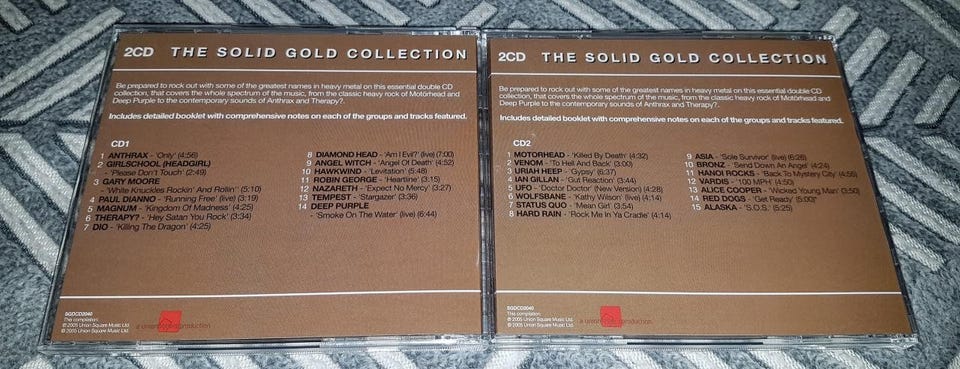 2CD THE SOLID GOLD COLLECTION
Be prepared to rock out with some of the greatest names in heavy metal on this essential double CD
collection, that covers the whole spectrum of the music, from the classic heavy rock of Motörhead and
Deep Purple to the contemporary sounds of Anthrax and Therapy?.
Includes detailed booklet with comprehensive notes on each of the groups and tracks featured.
CD1
1 ANTHRAX - 'Only' (4:56)
2 GIRLSCHOOL (HEADGIRL)
- 'Please Don't Touch' (2:49)
3 GARY MOORE
- 'White Knuckles Rockin' And Rollin'' (5:10)
4 PAUL DIANNO - 'Running Free' (live) (3:19)
5 MAGNUM - 'Kingdom Of Madness' (4:25)
6 THERAPY? - 'Hey Satan You Rock' (3:34)
7 DIO - 'Killing The Dragon' (4:25)
8 DIAMOND HEAD - 'Am I Evil?' (live) (7:00)
9 ANGEL WITCH - 'Angel Of Death' (4:52)
10 HAWKWIND - 'Levitation' (5:48)
11 ROBIN GEORGE - 'Heartline' (3:15)
12 NAZARETH - 'Expect No Mercy' (3:27)
13 TEMPEST - 'Stargazer' (3:36)
14 DEEP PURPLE
- 'Smoke On The Water' (live) (6:44)
SGDCD2040
This compilation:
℗ 2005 Union Square Music Ltd.
© 2005 Union Square Music Ltd.
a union square production
2CD THE SOLID GOLD COLLECTION
Be prepared to rock out with some of the greatest names in heavy metal on this essential double CD
collection, that covers the whole spectrum of the music, from the classic heavy rock of Motörhead and
Deep Purple to the contemporary sounds of Anthrax and Therapy?.
Includes detailed booklet with comprehensive notes on each of the groups and tracks featured.
CD2
1 MOTORHEAD - 'Killed By Death' (4:32)
2 VENOM - 'To Hell And Back' (3:00)
3 URIAH HEEP - 'Gypsy' (6:37)
4 IAN GILLAN - 'Gut Reaction' (3:44)
5 UFO - 'Doctor Doctor' (New Version) (4:28)
6 WOLFSBANE - 'Kathy Wilson' (live) (4:41)
7 STATUS QUO - 'Mean Girl' (3:54)
8 HARD RAIN - 'Rock Me In Ya Cradle' (4:14)
9 ASIA - 'Sole Survivor' (live) (6:28)
10 BRONZ - 'Send Down An Angel' (4:24)
11 HANOI ROCKS - 'Back To Mystery City' (4:56)
12 VARDIS - '100 MPH' (4:50)
13 ALICE COOPER - 'Wicked Young Man' (3:50)
14 RED DOGS - 'Get Ready' (5:00)*
15 ALASKA - 'S.O.S.' (5:25)
SGDCD2040
This compilation:
℗ 2005 Union Square Music Ltd.
© 2005 Union Square Music Ltd.
a union square production